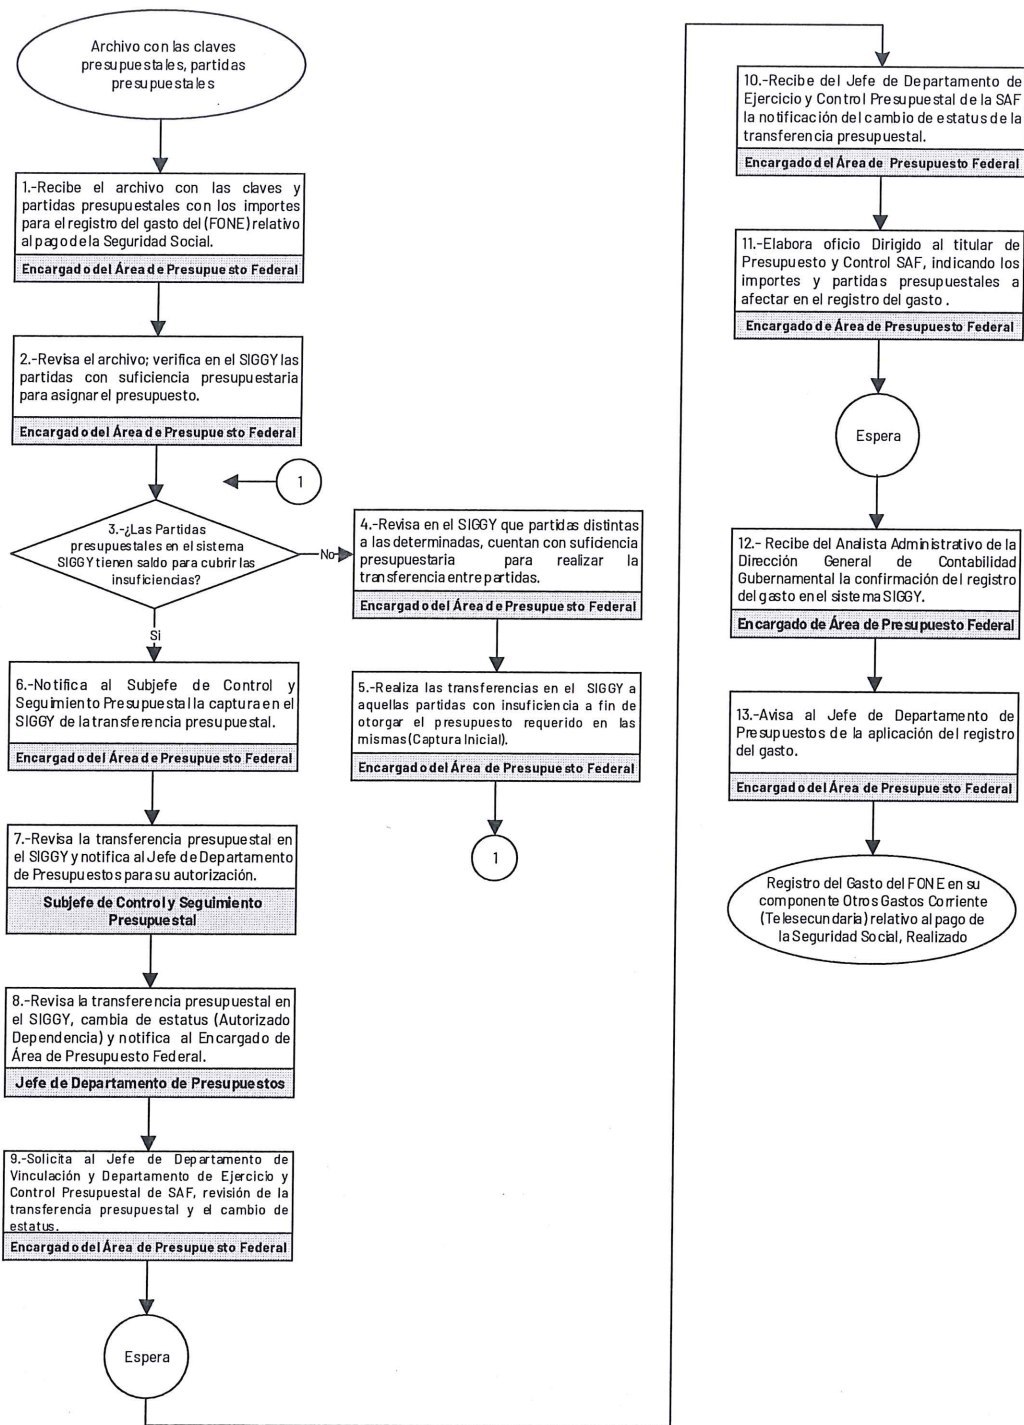 Archivo con las claves
presupuestales, partidas
presupuestales
1.-Recibe el archivo con las claves y
partidas presupuestales con los importes
para el registro del gasto del (FONE) relativo
al pago de la Seguridad Social.
Encargado del Área de Presupuesto Federal
2.-Revisa el archivo; verifica en el SIGGY las
partidas con suficiencia presupuestaria
para asignar el presupuesto.
Encargado del Área de Presupuesto Federal
1
3.-¿Las Partidas
presupuestales en el sistema
SIGGY tienen saldo para cubrir las
insuficiencias?
No
Si
4.-Revisa en el SIGGY que partidas distintas
a las determinadas, cuentan con suficiencia
presupuestaria para realizar la
transferencia entre partidas.
Encargado del Área de Presupuesto Federal
5.-Realiza las transferencias en el SIGGY a
aquellas partidas con insuficiencia a fin de
otorgar el presupuesto requerido en las
mismas (Captura Inicial).
Encargado del Área de Presupuesto Federal
1
6.-Notifica al Subjefe de Control y
Seguimiento Presupuestal la captura en el
SIGGY de la transferencia presupuestal.
Encargado del Área de Presupuesto Federal
7.-Revisa la transferencia presupuestal en
el SIGGY y notifica al Jefe de Departamento
de Presupuestos para su autorización.
Subjefe de Control y Seguimiento
Presupuestal
8.-Revisa la transferencia presupuestal en
el SIGGY, cambia de estatus (Autorizado
Dependencia) y notifica al Encargado de
Área de Presupuesto Federal.
Jefe de Departamento de Presupuestos
9.-Solicita al Jefe de Departamento de
Vinculación y Departamento de Ejercicio y
Control Presupuestal de SAF, revisión de la
transferencia presupuestal y el cambio de
estatus.
Encargado del Área de Presupuesto Federal
Espera
10.-Recibe del Jefe de Departamento de
Ejercicio y Control Presupuestal de la SAF
la notificación del cambio de estatus de la
transferencia presupuestal.
Encargado del Área de Presupuesto Federal
11.-Elabora oficio Dirigido al titular de
Presupuesto y Control SAF, indicando los
importes y partidas presupuestales a
afectar en el registro del gasto .
Encargado de Área de Presupuesto Federal
Espera
12.- Recibe del Analista Administrativo de la
Dirección General de Contabilidad
Gubernamental la confirmación del registro
del gasto en el sistema SIGGY.
Encargado de Área de Presupuesto Federal
13.-Avisa al Jefe de Departamento de
Presupuestos de la aplicación del registro
del gasto.
Encargado del Área de Presupuesto Federal
Registro del Gasto del FONE en su
componente Otros Gastos Corriente
(Telesecundaria) relativo al pago de
la Seguridad Social, Realizado